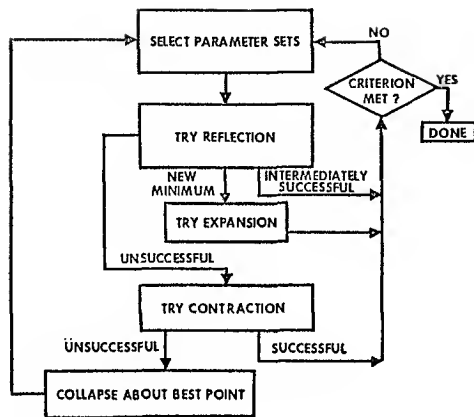 SELECT PARAMETER SETS
NO
CRITERION
MET ?
YES
DONE
TRY REFLECTION
NEW
MINIMUM
INTERMEDIATELY
SUCCESSFUL
TRY EXPANSION
UNSUCCESSFUL
TRY CONTRACTION
UNSUCCESSFUL
SUCCESSFUL
COLLAPSE ABOUT BEST POINT